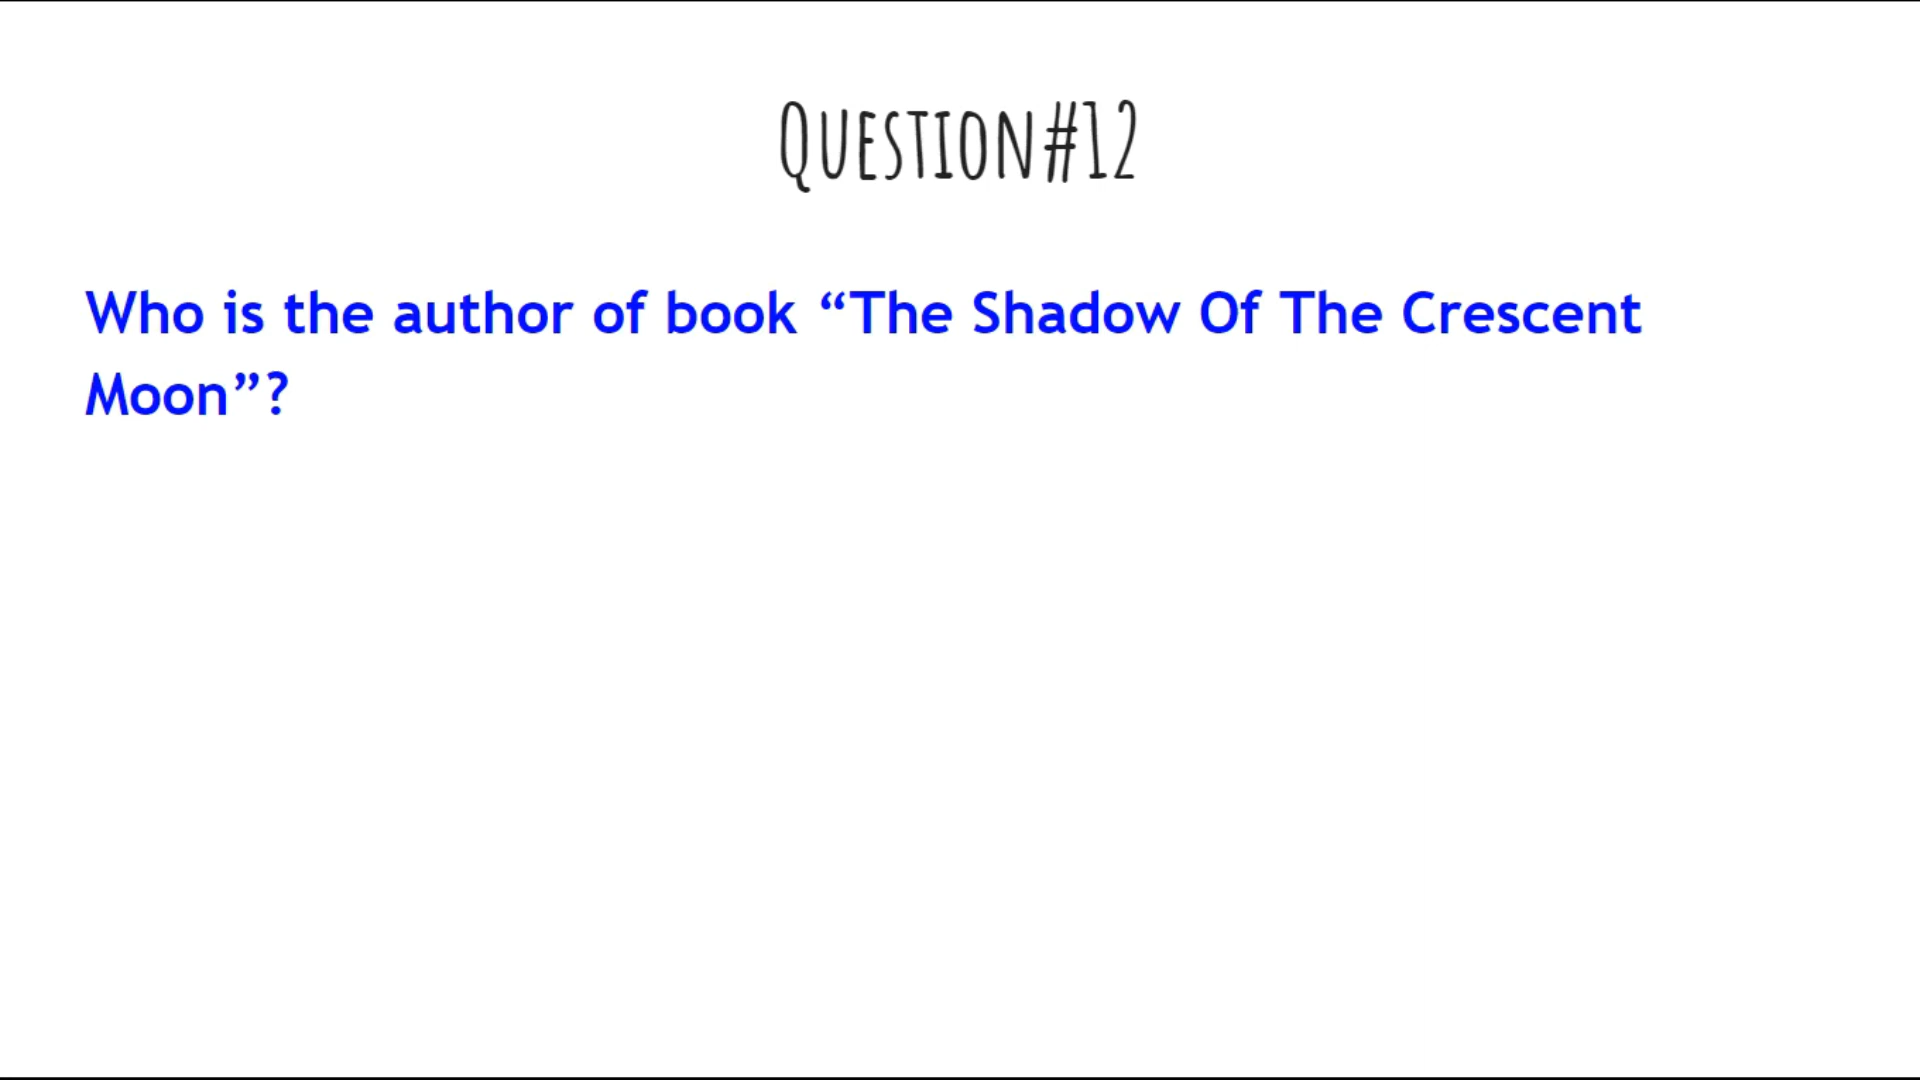 Question#12
Who is the author of book “The Shadow Of The Crescent
Moon”?